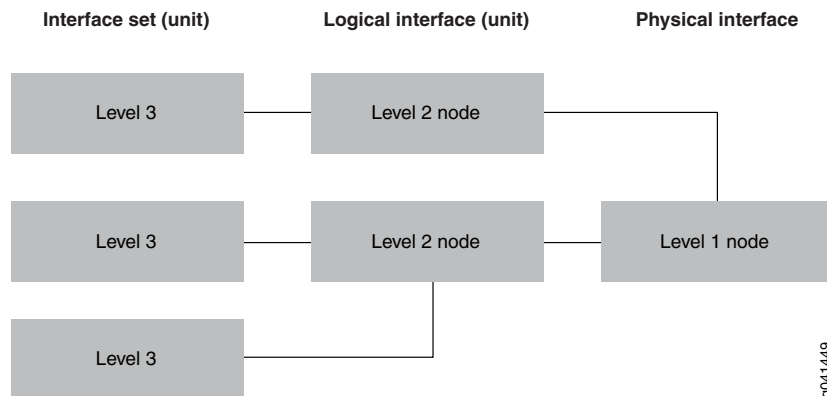 Interface set (unit) Logical interface (unit) Physical interface
Level 3 Level 2 node
Level 3 Level 2 node Level 1 node
Level 3
g041449